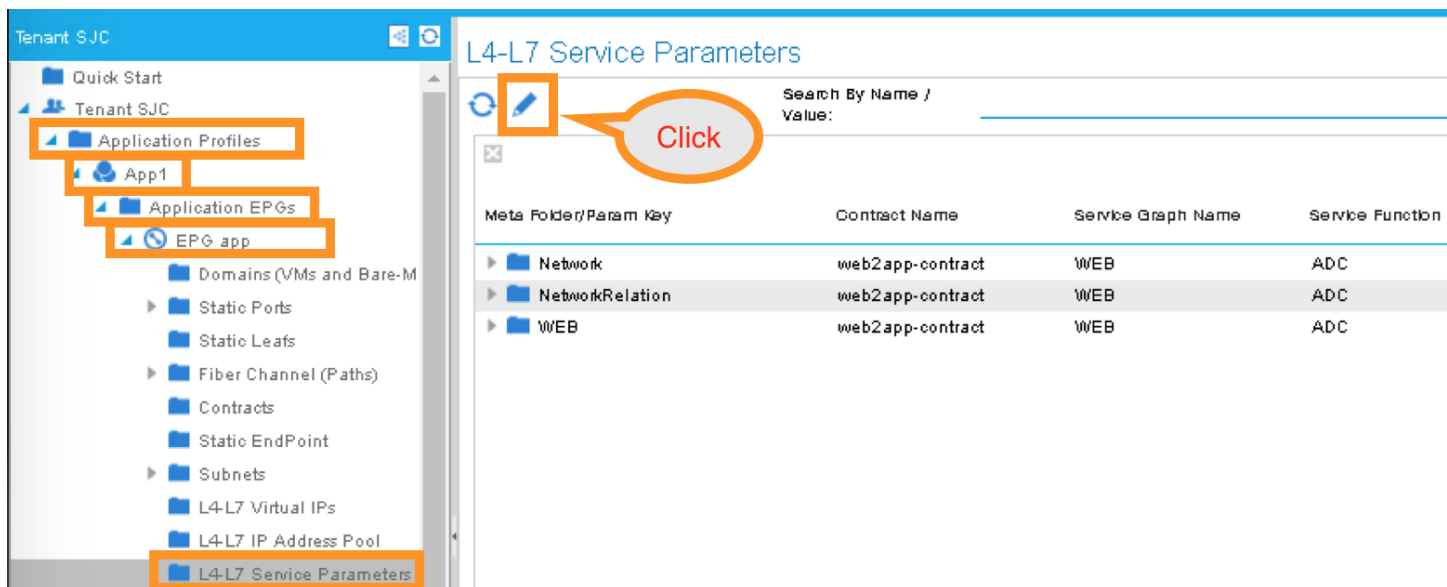 Tenant SJC
Quick Start
Tenant SJC
Application Profiles
App1
Application EPGs
EPG app
Domains (VMs and Bare-M
Static Ports
Static Leafs
Fiber Channel (Paths)
Contracts
Static EndPoint
Subnets
L4-L7 Virtual IPs
L4-L7 IP Address Pool
L4-L7 Service Parameters
L4-L7 Service Parameters
Search By Name /
Value:
Click
Meta Folder/Param Key Contract Name Service Graph Name Service Function
Network web2app-contract WEB ADC
NetworkRelation web2app-contract WEB ADC
WEB web2app-contract WEB ADC